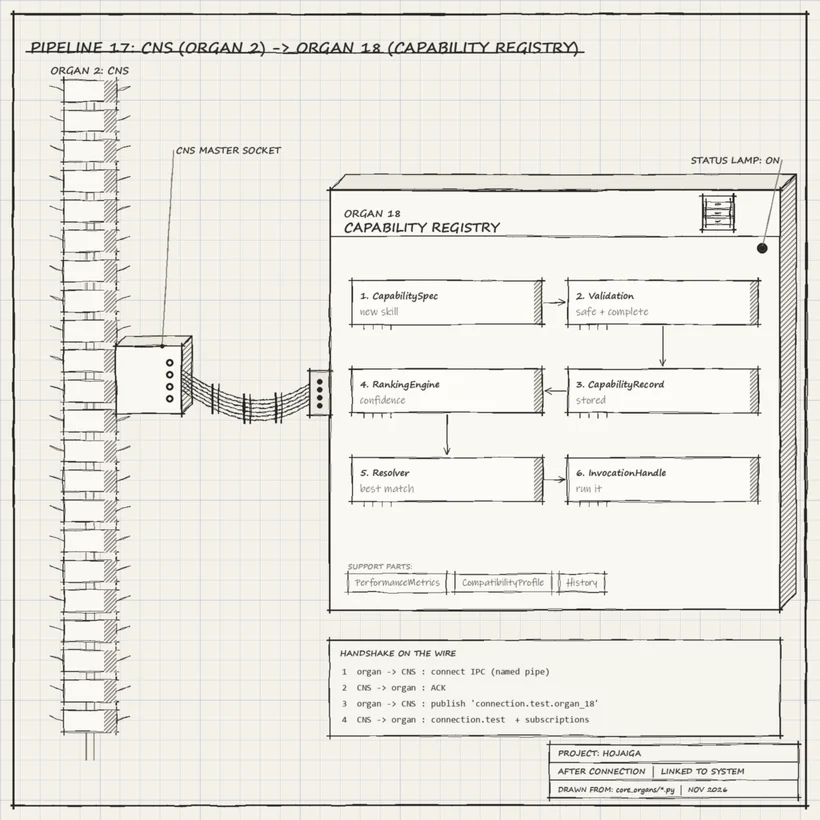 PIPELINE 17: CNS (ORGAN 2) -> ORGAN 18 (CAPABILITY REGISTRY)
ORGAN 2: CNS
CNS MASTER SOCKET
STATUS LAMP: ON
ORGAN 18
CAPABILITY REGISTRY
1. CapabilitySpec
new skill
2. Validation
safe + complete
4. RankingEngine
confidence
3. CapabilityRecord
stored
5. Resolver
best match
6. InvocationHandle
run it
SUPPORT PARTS:
PerformanceMetrics
CompatibilityProfile
History
HANDSHAKE ON THE WIRE
1 organ -> CNS : connect IPC (named pipe)
2 CNS -> organ : ACK
3 organ -> CNS : publish 'connection.test.organ_18'
4 CNS -> organ : connection.test + subscriptions
PROJECT: HOJAIGA
AFTER CONNECTION | LINKED TO SYSTEM
DRAWN FROM: core_organs/*.py | NOV 2026